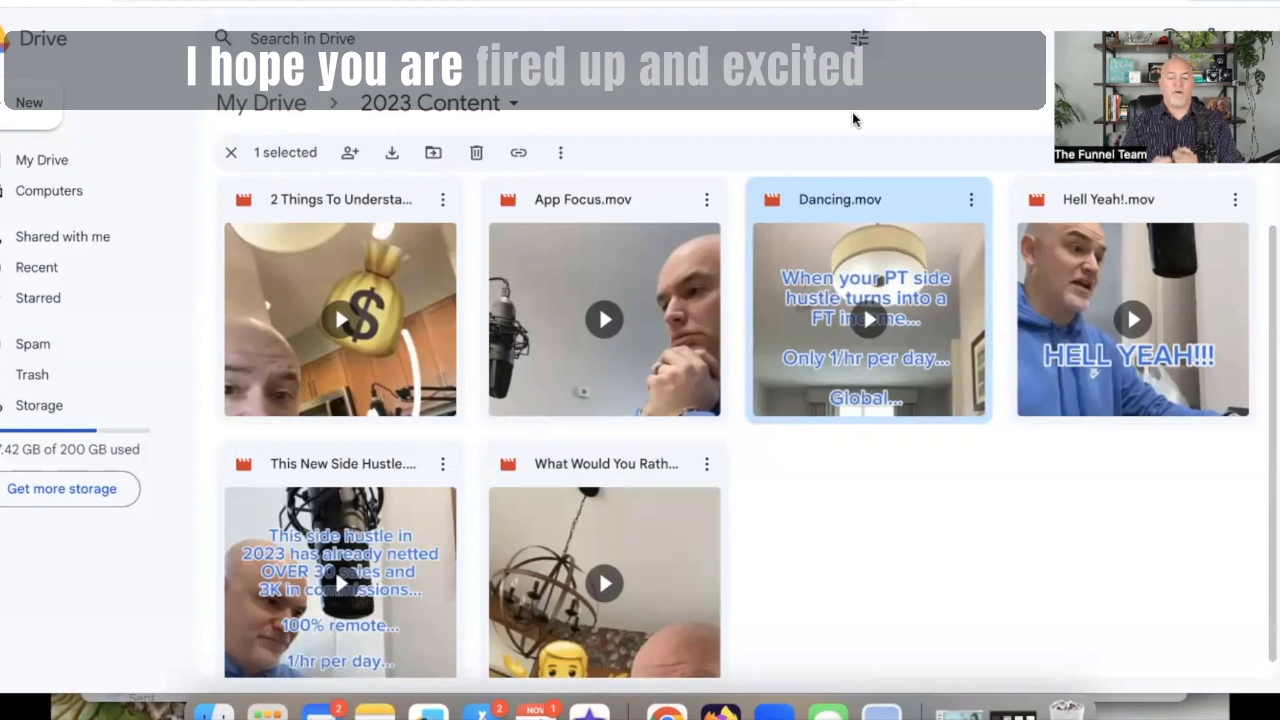 Drive
Search in Drive
I hope you are fired up and excited
New
My Drive > 2023 Content
1 selected
The Funnel Team
My Drive
Computers
Shared with me
Recent
Starred
Spam
Trash
Storage
.42 GB of 200 GB used
Get more storage
2 Things To Understa...
App Focus.mov
Dancing.mov
Hell Yeah!.mov
$
When your PT side
hustle turns into a
FT income...
Only 1/hr per day...
Global...
HELL YEAH!!!
This New Side Hustle....
What Would You Rath...
This side hustle in
2023 has already netted
OVER 30 sales and
3K in commissions...
100% remote...
1/hr per day...
Sent
2
2
NOV
1